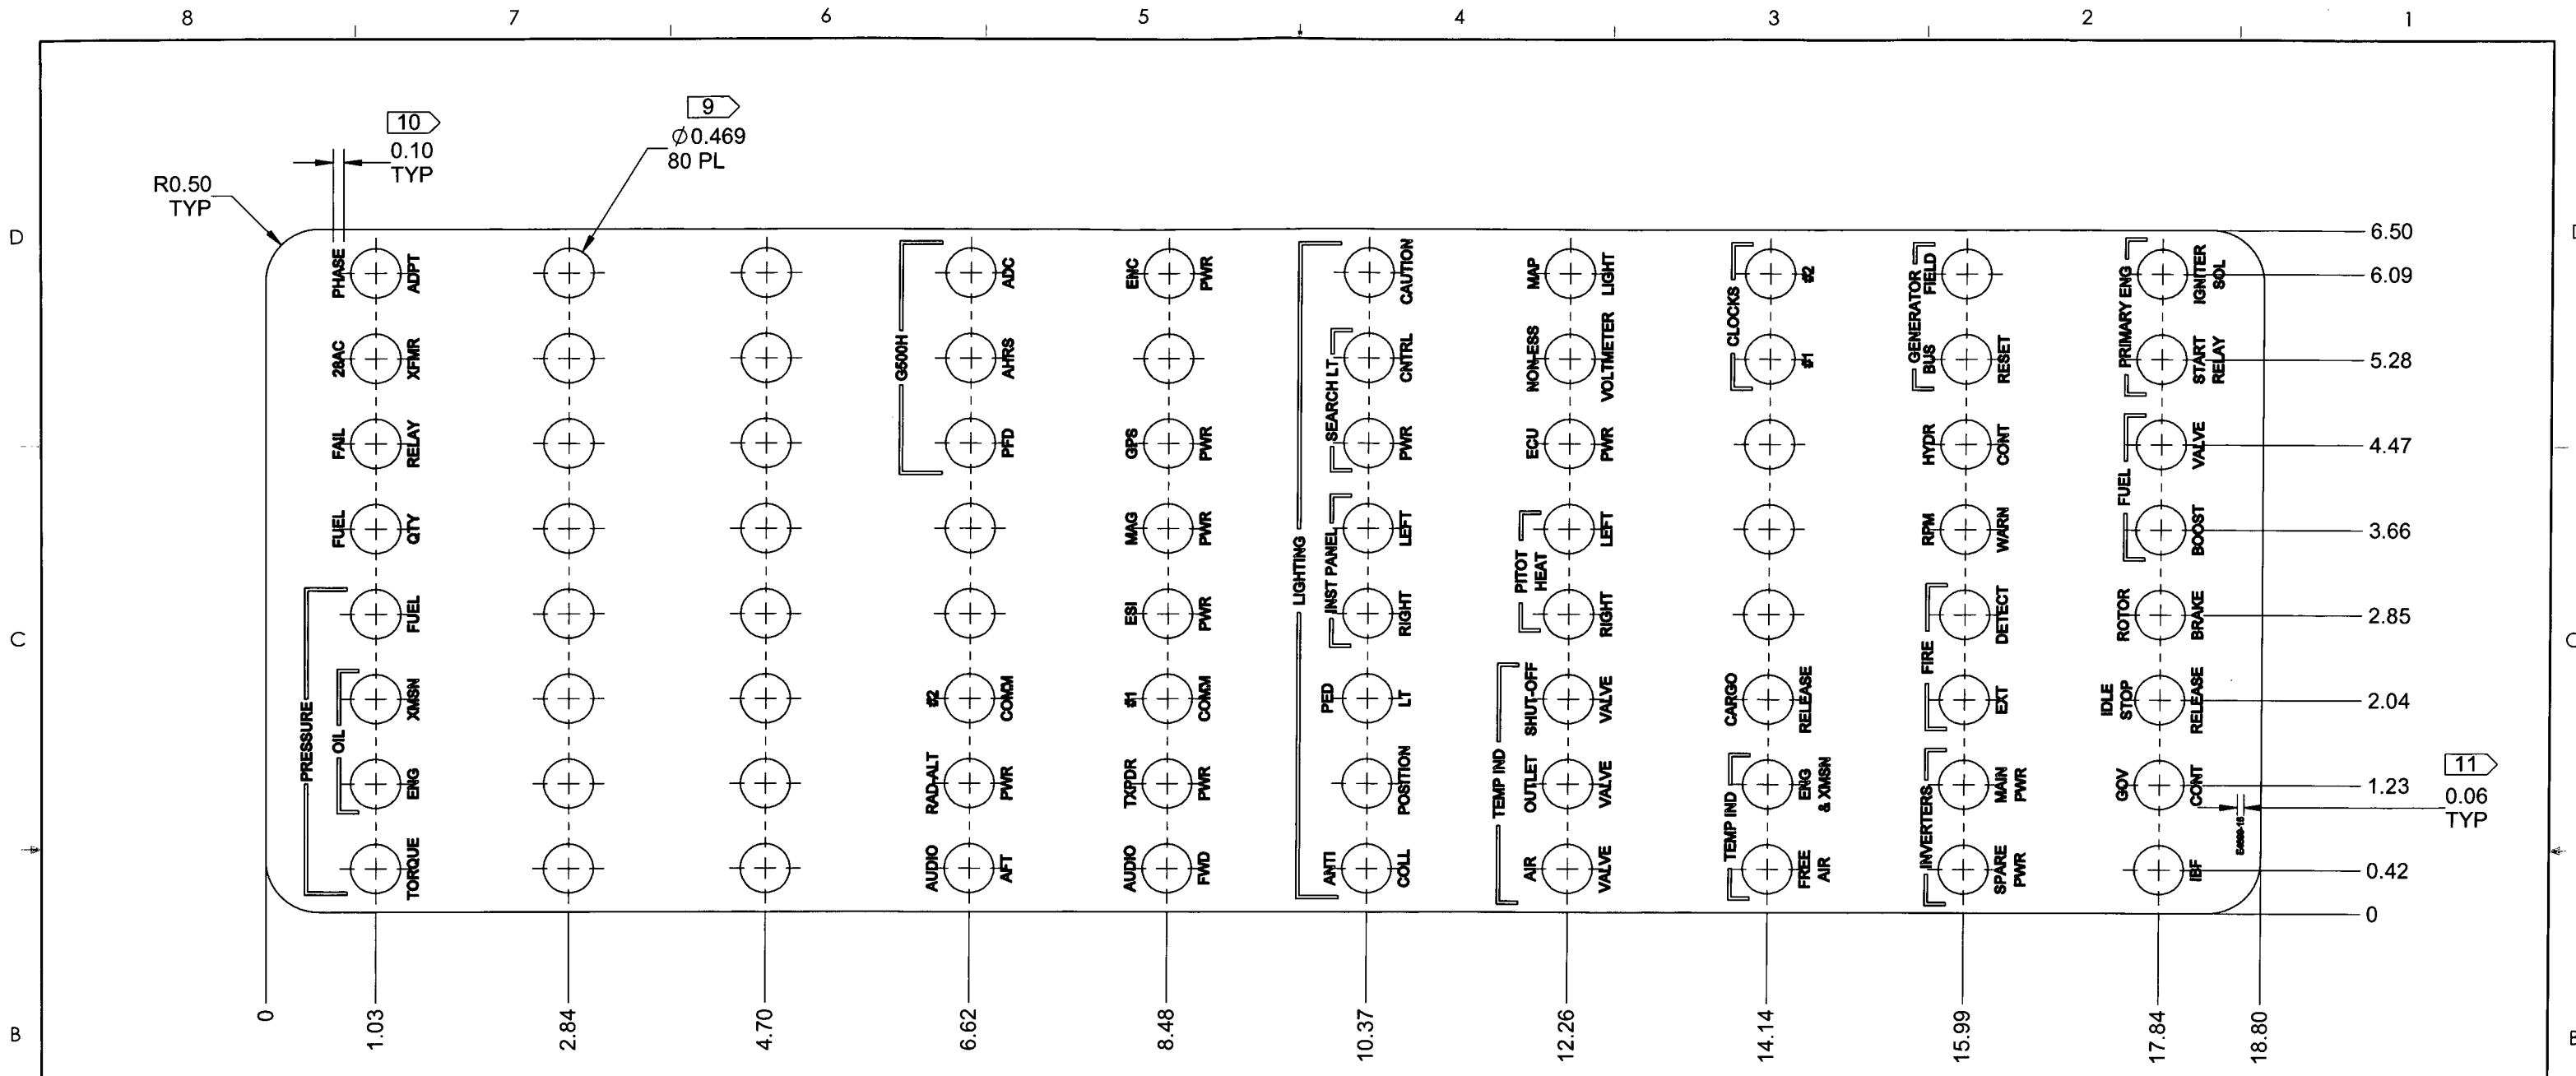 8 7 6 5 4 3 2 1
10
0.10
TYP
9
Ø0.469
80 PL
R0.50
TYP
D
C
C
B
PHASE
ADPT
28AC
XFMR
FAIL
RELAY
FUEL
QTY
PRESSURE
FUEL
OIL
XMSN
ENG
TORQUE
G500H
ADC
AHRS
PFD
#2
COMM
RAD-ALT
PWR
AUDIO
AFT
ENC
PWR
GPS
PWR
MAG
PWR
ESI
PWR
#1
COMM
TXPDR
PWR
AUDIO
FWD
LIGHTING
CAUTION
SEARCH LT
CNTRL
PWR
INST PANEL
LEFT
RIGHT
PED
LT
POSITION
ANTI
COLL
MAP
LIGHT
NON-ESS
VOLTMETER
ECU
PWR
PITOT
HEAT
LEFT
RIGHT
TEMP IND
SHUT-OFF
VALVE
OUTLET
VALVE
AIR
VALVE
CLOCKS
#2
#1
CARGO
RELEASE
TEMP IND
ENG
& XMSN
FREE
AIR
GENERATOR
FIELD
BUS
RESET
HYDR
CONT
RPM
WARN
FIRE
DETECT
EXT
INVERTERS
MAIN
PWR
SPARE
PWR
PRIMARY ENG
IGNITER
SOL
START
RELAY
FUEL
VALVE
BOOST
ROTOR
BRAKE
IDLE
STOP
RELEASE
GOV
CONT
IBF
6.50
6.09
5.28
4.47
3.66
2.85
2.04
1.23
0.42
0
11
0.06
TYP
0 1.03 2.84 4.70 6.62 8.48 10.37 12.26 14.14 15.99 17.84 18.80